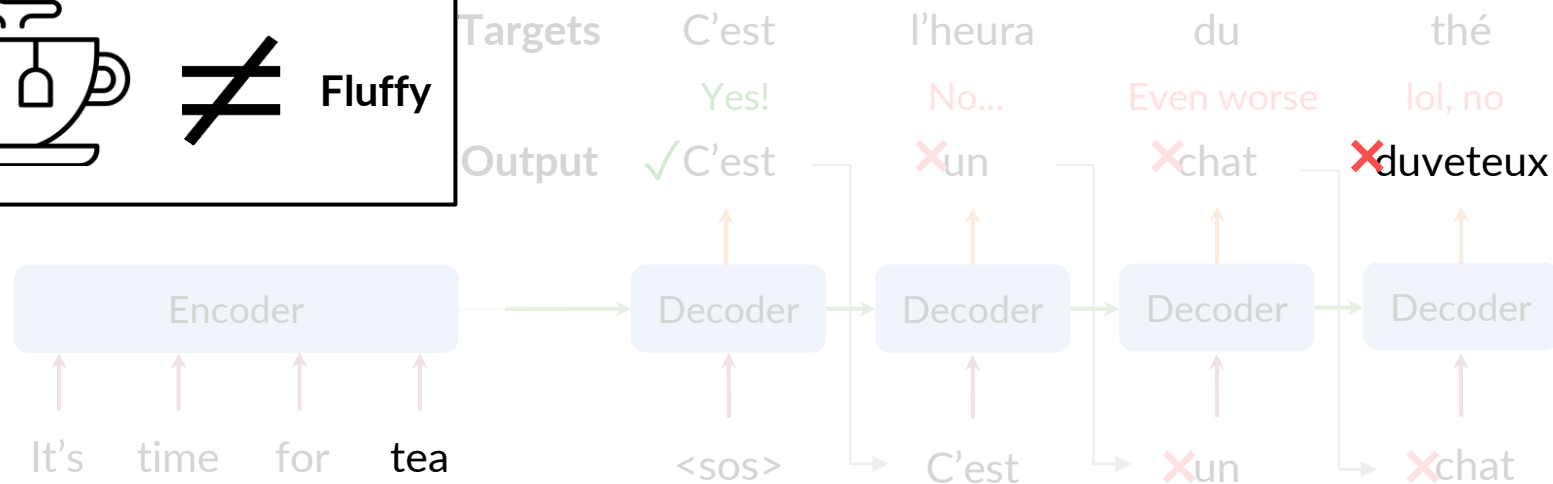 Targets C'est l'heura du thé
Yes! No... Even worse lol, no
Fluffy
Output C'est un chat duveteux
Encoder Decoder Decoder Decoder Decoder
It's time for tea <sos> C'est un chat